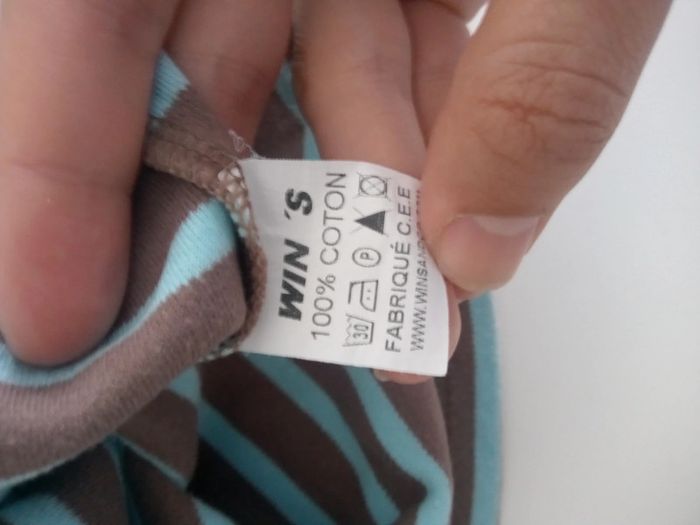 WIN 'S
100% COTON
30 P
FABRIQUÉ C.E.E